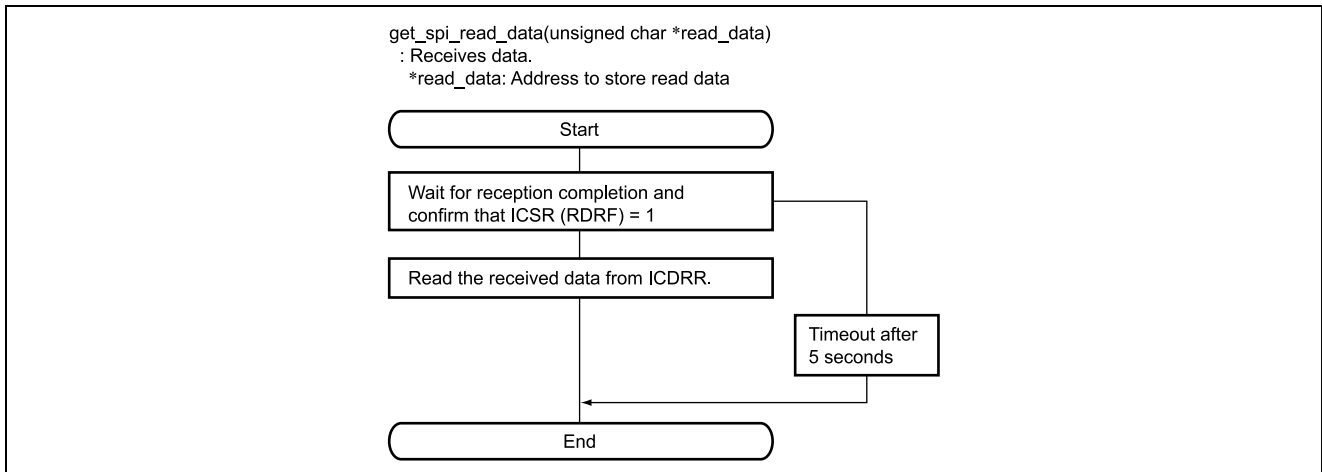 get_spi_read_data(unsigned char *read_data)
: Receives data.
*read_data: Address to store read data
Start
Wait for reception completion and
confirm that ICSR (RDRF) = 1
Read the received data from ICDRR.
Timeout after
5 seconds
End